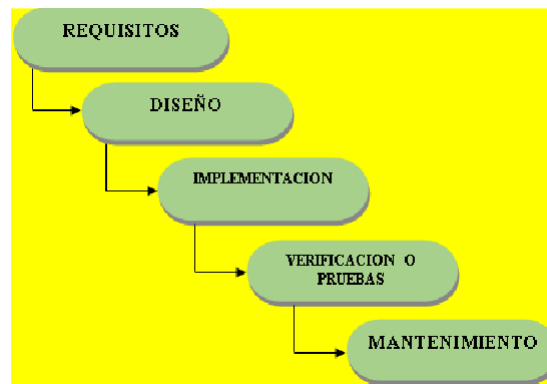 REQUISITOS
DISEÑO
IMPLEMENTACION
VERIFICACION O
PRUEBAS
MANTENIMIENTO